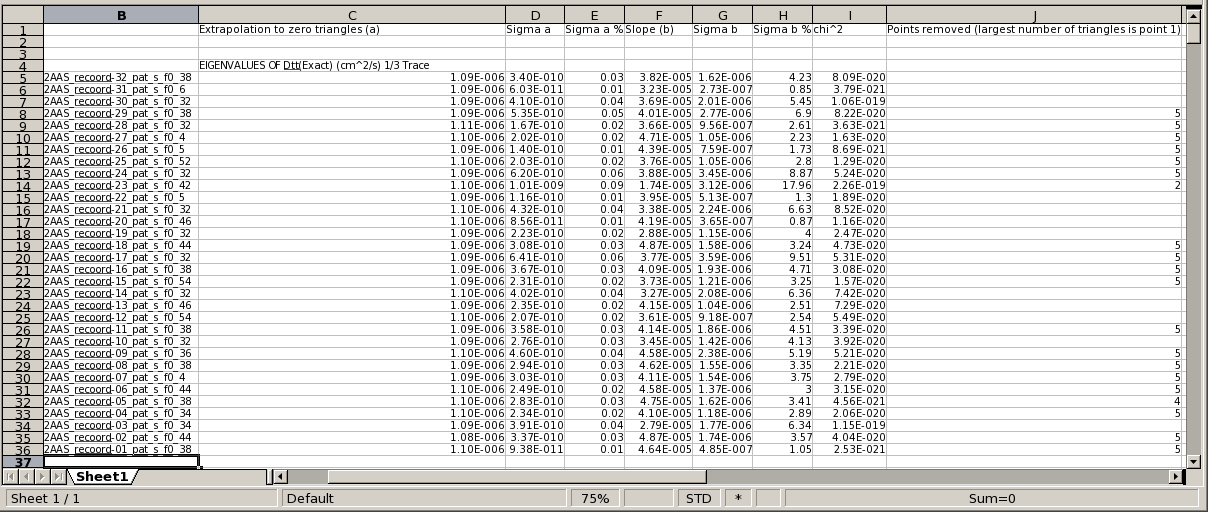 B C D E F G H I J
1 Extrapolation to zero triangles (a) Sigma a Sigma a % Slope (b) Sigma b Sigma b % chi^2 Points removed (largest number of triangles is point 1)
2
3
4 EIGENVALUES OF Dtt(Exact) (cm^2/s) 1/3 Trace
5 2AAS_recoord-32_pat_s_f0_38 1.09E-006 3.40E-010 0.03 3.82E-005 1.62E-006 4.23 8.09E-020
6 2AAS_recoord-31_pat_s_f0_6 1.09E-006 6.03E-011 0.01 3.23E-005 2.73E-007 0.85 3.79E-021
7 2AAS_recoord-30_pat_s_f0_32 1.09E-006 4.10E-010 0.04 3.69E-005 2.01E-006 5.45 1.06E-019
8 2AAS_recoord-29_pat_s_f0_38 1.09E-006 5.35E-010 0.05 4.01E-005 2.77E-006 6.9 8.22E-020 5
9 2AAS_recoord-28_pat_s_f0_32 1.11E-006 1.67E-010 0.02 3.66E-005 9.56E-007 2.61 3.63E-021 5
10 2AAS_recoord-27_pat_s_f0_4 1.10E-006 2.02E-010 0.02 4.71E-005 1.05E-006 2.23 1.63E-020 5
11 2AAS_recoord-26_pat_s_f0_5 1.09E-006 1.40E-010 0.01 4.39E-005 7.59E-007 1.73 8.69E-021 5
12 2AAS_recoord-25_pat_s_f0_52 1.10E-006 2.03E-010 0.02 3.76E-005 1.05E-006 2.8 1.29E-020 5
13 2AAS_recoord-24_pat_s_f0_32 1.09E-006 6.20E-010 0.06 3.88E-005 3.45E-006 8.87 5.24E-020 5
14 2AAS_recoord-23_pat_s_f0_42 1.10E-006 1.01E-009 0.09 1.74E-005 3.12E-006 17.96 2.26E-019 2
15 2AAS_recoord-22_pat_s_f0_5 1.09E-006 1.16E-010 0.01 3.95E-005 5.13E-007 1.3 1.89E-020
16 2AAS_recoord-21_pat_s_f0_32 1.10E-006 4.32E-010 0.04 3.38E-005 2.24E-006 6.63 8.52E-020
17 2AAS_recoord-20_pat_s_f0_46 1.10E-006 8.56E-011 0.01 4.19E-005 3.65E-007 0.87 1.16E-020
18 2AAS_recoord-19_pat_s_f0_32 1.09E-006 2.23E-010 0.02 2.88E-005 1.15E-006 4 2.47E-020
19 2AAS_recoord-18_pat_s_f0_44 1.09E-006 3.08E-010 0.03 4.87E-005 1.58E-006 3.24 4.73E-020 5
20 2AAS_recoord-17_pat_s_f0_32 1.09E-006 6.41E-010 0.06 3.77E-005 3.59E-006 9.51 5.31E-020 5
21 2AAS_recoord-16_pat_s_f0_38 1.09E-006 3.67E-010 0.03 4.09E-005 1.93E-006 4.71 3.08E-020 5
22 2AAS_recoord-15_pat_s_f0_54 1.09E-006 2.31E-010 0.02 3.73E-005 1.21E-006 3.25 1.57E-020 5
23 2AAS_recoord-14_pat_s_f0_32 1.10E-006 4.02E-010 0.04 3.27E-005 2.08E-006 6.36 7.42E-020
24 2AAS_recoord-13_pat_s_f0_46 1.09E-006 2.35E-010 0.02 4.15E-005 1.04E-006 2.51 7.29E-020
25 2AAS_recoord-12_pat_s_f0_54 1.10E-006 2.07E-010 0.02 3.61E-005 9.18E-007 2.54 5.49E-020
26 2AAS_recoord-11_pat_s_f0_38 1.09E-006 3.58E-010 0.03 4.14E-005 1.86E-006 4.51 3.39E-020 5
27 2AAS_recoord-10_pat_s_f0_32 1.09E-006 2.76E-010 0.03 3.45E-005 1.42E-006 4.13 3.92E-020
28 2AAS_recoord-09_pat_s_f0_36 1.10E-006 4.60E-010 0.04 4.58E-005 2.38E-006 5.19 5.21E-020 5
29 2AAS_recoord-08_pat_s_f0_38 1.09E-006 2.94E-010 0.03 4.62E-005 1.55E-006 3.35 2.21E-020 5
30 2AAS_recoord-07_pat_s_f0_4 1.09E-006 3.03E-010 0.03 4.11E-005 1.54E-006 3.75 2.79E-020 5
31 2AAS_recoord-06_pat_s_f0_44 1.10E-006 2.49E-010 0.02 4.58E-005 1.37E-006 3 3.15E-020 5
32 2AAS_recoord-05_pat_s_f0_38 1.10E-006 2.83E-010 0.03 4.75E-005 1.62E-006 3.41 4.56E-021 4
33 2AAS_recoord-04_pat_s_f0_34 1.10E-006 2.34E-010 0.02 4.10E-005 1.18E-006 2.89 2.06E-020 5
34 2AAS_recoord-03_pat_s_f0_34 1.09E-006 3.91E-010 0.04 2.79E-005 1.77E-006 6.34 1.15E-019
35 2AAS_recoord-02_pat_s_f0_44 1.08E-006 3.37E-010 0.03 4.87E-005 1.74E-006 3.57 4.04E-020 5
36 2AAS_recoord-01_pat_s_f0_38 1.10E-006 9.38E-011 0.01 4.64E-005 4.85E-007 1.05 2.53E-021 5
37
Sheet1
Sheet 1 / 1 Default 75% STD * Sum=0